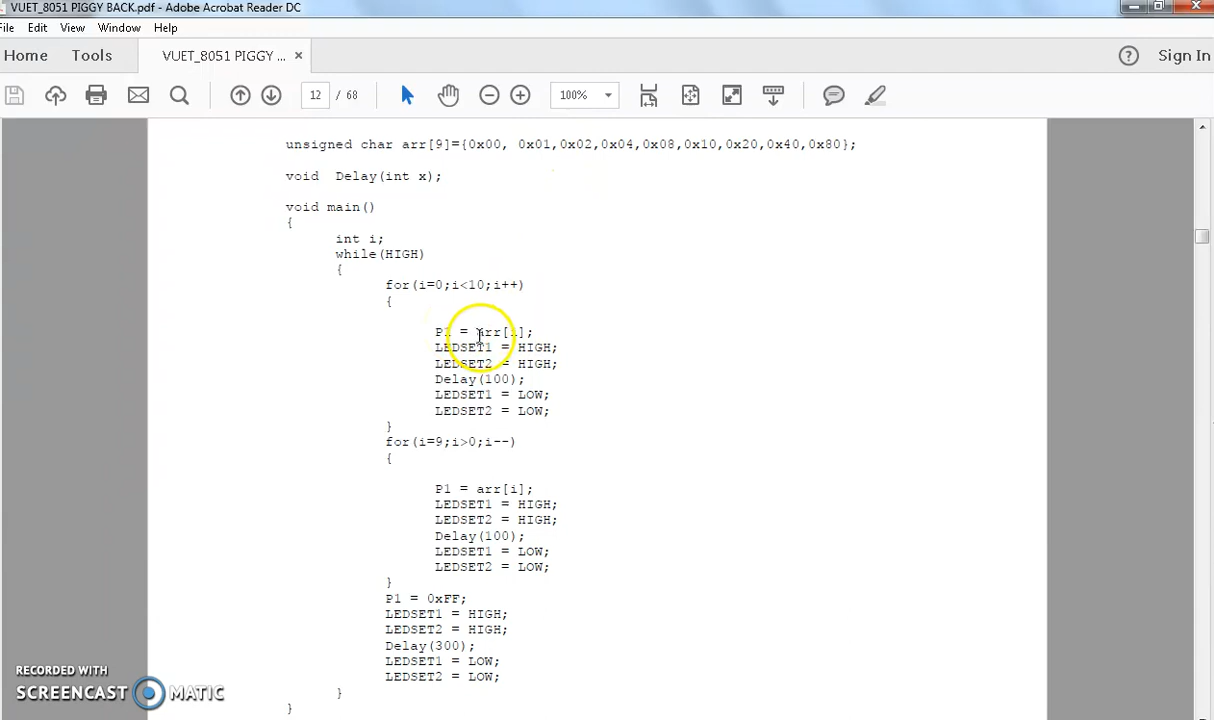 VUET_8051 PIGGY BACK.pdf - Adobe Acrobat Reader DC
File Edit View Window Help
Home Tools VUET_8051 PIGGY ... × Sign In
12 / 68 100%
unsigned char arr[9]={0x00, 0x01,0x02,0x04,0x08,0x10,0x20,0x40,0x80};
void Delay(int x);
void main()
{
int i;
while(HIGH)
{
for(i=0;i<10;i++)
{
P1 = arr[i];
LEDSET1 = HIGH;
LEDSET2 = HIGH;
Delay(100);
LEDSET1 = LOW;
LEDSET2 = LOW;
}
for(i=9;i>0;i--)
{
P1 = arr[i];
LEDSET1 = HIGH;
LEDSET2 = HIGH;
Delay(100);
LEDSET1 = LOW;
LEDSET2 = LOW;
}
P1 = 0xFF;
LEDSET1 = HIGH;
LEDSET2 = HIGH;
Delay(300);
LEDSET1 = LOW;
LEDSET2 = LOW;
}
}
RECORDED WITH
SCREENCAST MATIC